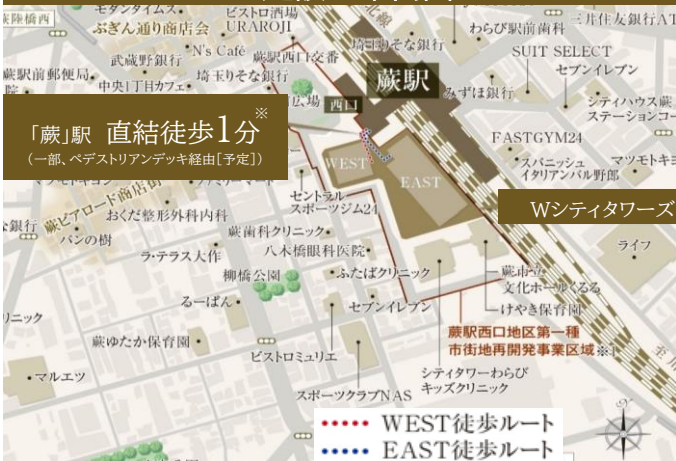 モダンタイムス・
ビストロ酒場
URAROJI
ぶぎん通り商店会
武蔵野銀行
N's Café
蕨駅西口交番
埼玉りそな銀行
わらび駅前歯科
三井住友銀行AT
SUIT SELECT
セブンイレブン
蕨駅前郵便局
中央1丁目カフェ
埼玉りそな銀行
広場
西口
蕨駅
みずほ銀行
シティハウス蕨
ステーションコー
「蕨」駅 直結徒歩1分※
(一部、ペデストリアンデッキ経由[予定])
WEST
EAST
FASTGYM24
スパニッシュ
イタリアンバル野郎
マツモトキヨ
蕨ピアロード商店街
セントラル
スポーツジム24
Wシティタワーズ
な銀行
パンの樹
おくだ整形外科内科
蕨歯科クリニック
ラ・テラス大作
八木橋眼科医院
ライフ
柳橋公園
ふたばクリニック
蕨市立
文化ホールくるる
るーぱん
セブンイレブン
けやき保育園
リニック
蕨ゆたか保育園
ビストロミュリエ
蕨駅西口地区第一種
市街地再開発事業区域※1
マルエツ
シティタワーわらび
キッズクリニック
スポーツクラブNAS
WEST徒歩ルート
EAST徒歩ルート